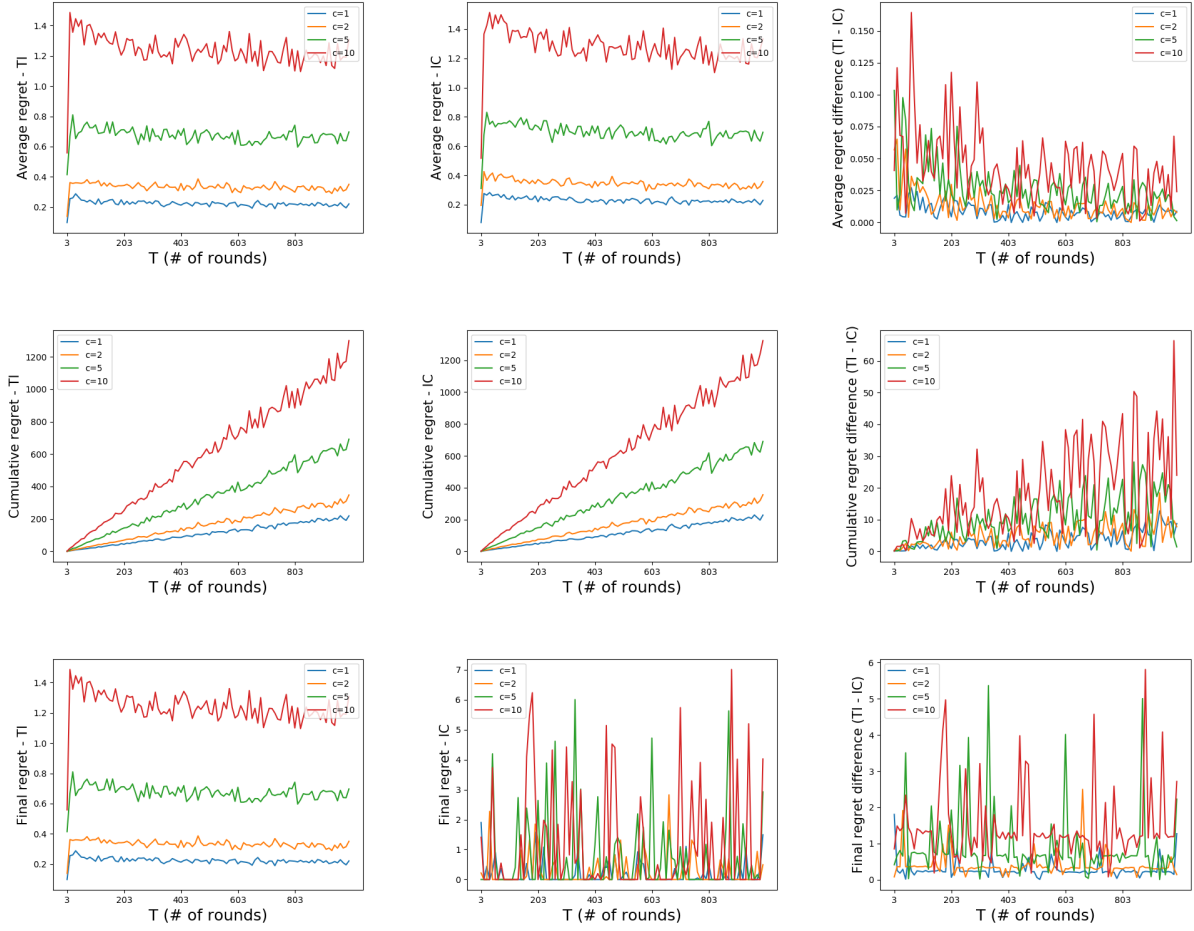 Average regret - TI
1.4
1.2
1.0
0.8
0.6
0.4
0.2
c=1
c=2
c=5
c=10
3
203
403
603
803
T (# of rounds)
Average regret - IC
1.4
1.2
1.0
0.8
0.6
0.4
0.2
c=1
c=2
c=5
c=10
3
203
403
603
803
T (# of rounds)
Average regret difference (TI - IC)
0.150
0.125
0.100
0.075
0.050
0.025
0.000
c=1
c=2
c=5
c=10
3
203
403
603
803
T (# of rounds)
Cumulative regret - TI
1200
1000
800
600
400
200
0
c=1
c=2
c=5
c=10
3
203
403
603
803
T (# of rounds)
Cumulative regret - IC
1200
1000
800
600
400
200
0
c=1
c=2
c=5
c=10
3
203
403
603
803
T (# of rounds)
Cumulative regret difference (TI - IC)
60
50
40
30
20
10
0
c=1
c=2
c=5
c=10
3
203
403
603
803
T (# of rounds)
Final regret - TI
1.4
1.2
1.0
0.8
0.6
0.4
0.2
c=1
c=2
c=5
c=10
3
203
403
603
803
T (# of rounds)
Final regret - IC
7
6
5
4
3
2
1
0
c=1
c=2
c=5
c=10
3
203
403
603
803
T (# of rounds)
Final regret difference (TI - IC)
6
5
4
3
2
1
0
c=1
c=2
c=5
c=10
3
203
403
603
803
T (# of rounds)